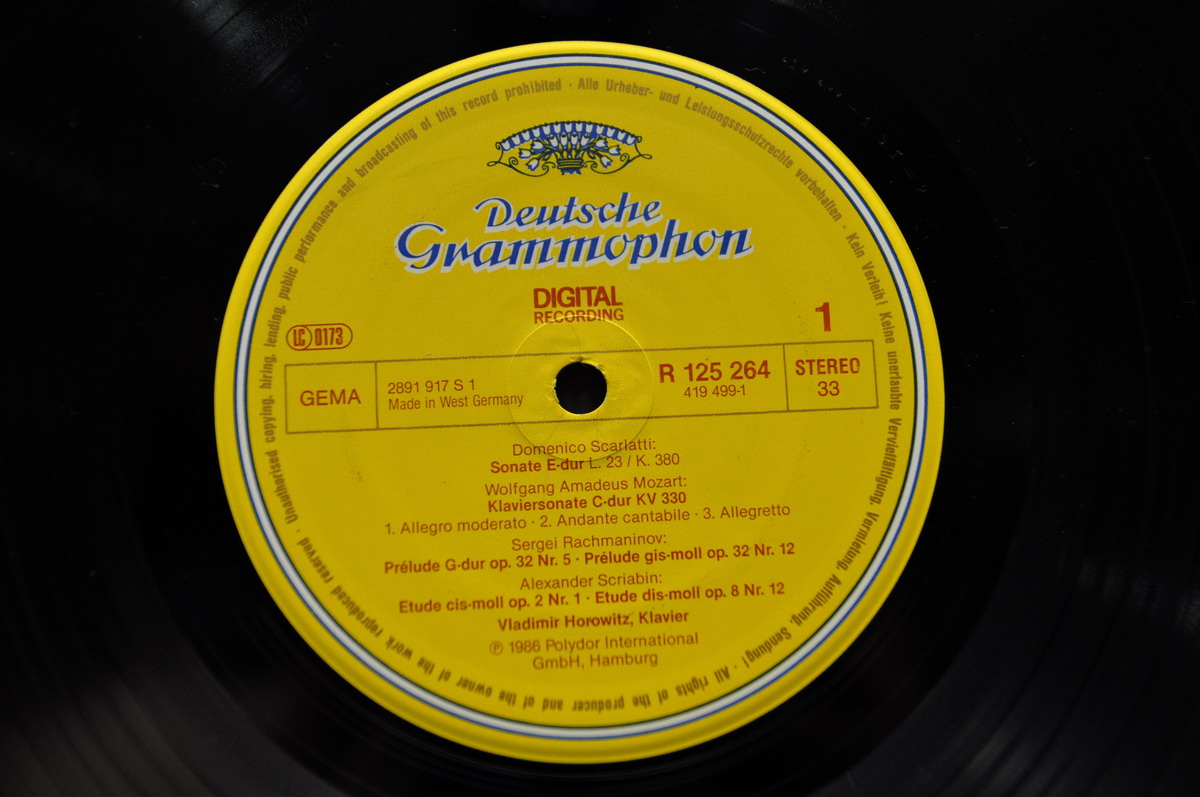 Deutsche
Grammophon
DIGITAL
RECORDING
LC 0173
1
GEMA
2891 917 S 1
Made in West Germany
R 125 264
419 499-1
STEREO
33
Domenico Scarlatti:
Sonate E-dur L. 23 / K. 380
Wolfgang Amadeus Mozart:
Klaviersonate C-dur KV 330
1. Allegro moderato · 2. Andante cantabile · 3. Allegretto
Sergei Rachmaninov:
Prélude G-dur op. 32 Nr. 5 · Prélude gis-moll op. 32 Nr. 12
Alexander Scriabin:
Etude cis-moll op. 2 Nr. 1 · Etude dis-moll op. 8 Nr. 12
Vladimir Horowitz, Klavier
℗ 1986 Polydor International
GmbH, Hamburg
Alle Urheber- und Leistungsschutzrechte vorbehalten · Kein Verleih! Keine unerlaubte Vervielfältigung, Vermietung, Aufführung, Sendung! · All rights of the producer and of the owner of the work reproduced reserved · Unauthorised copying, hiring, lending, public performance and broadcasting of this record prohibited ·